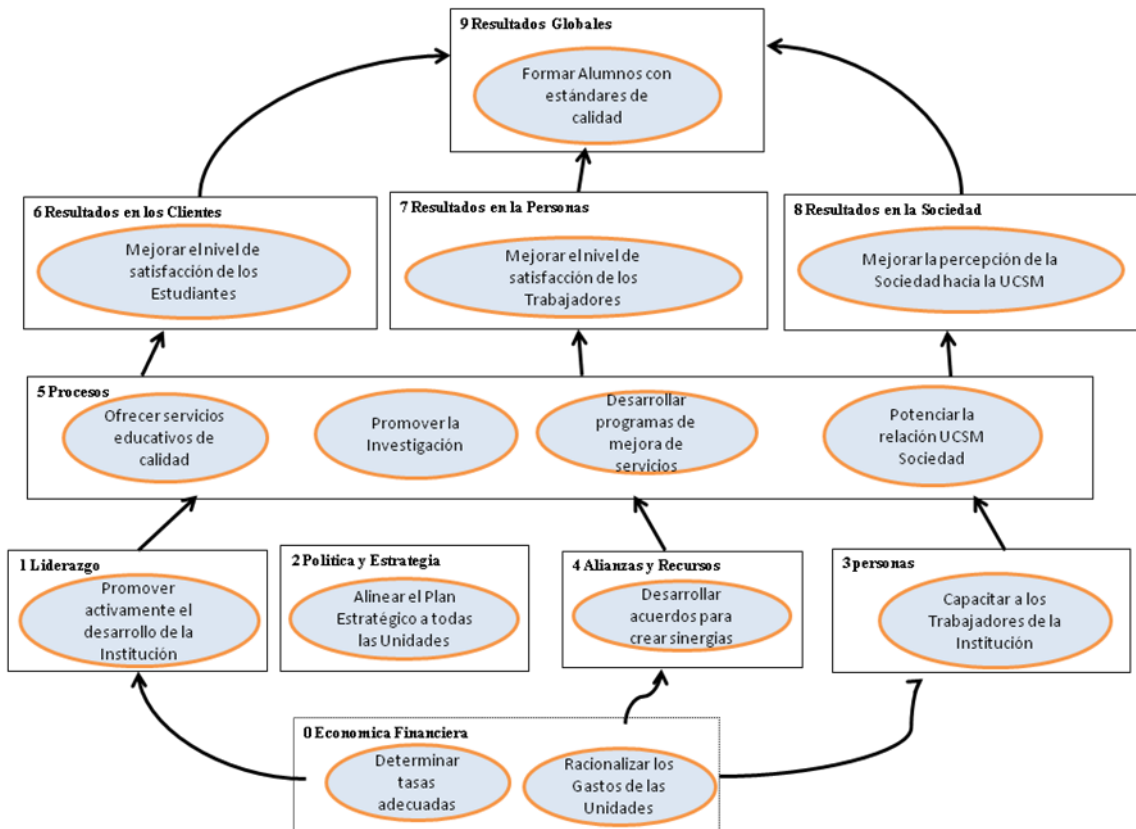 9 Resultados Globales
Formar Alumnos con
estándares de
calidad
6 Resultados en los Clientes
Mejorar el nivel de
satisfacción de los
Estudiantes
7 Resultados en la Personas
Mejorar el nivel de
satisfacción de los
Trabajadores
8 Resultados en la Sociedad
Mejorar la percepción de la
Sociedad hacia la UCSM
5 Procesos
Ofrecer servicios
educativos de
calidad
Promover la
Investigación
Desarrollar
programas de
mejora de
servicios
Potenciar la
relación UCSM
Sociedad
1 Liderazgo
Promover
activamente el
desarrollo de la
Institución
2 Política y Estrategia
Alinear el Plan
Estratégico a todas
las Unidades
4 Alianzas y Recursos
Desarrollar
acuerdos para
crear sinergias
3 personas
Capacitar a los
Trabajadores de la
Institución
0 Economica Financiera
Determinar
tasas
adecuadas
Racionalizar los
Gastos de las
Unidades